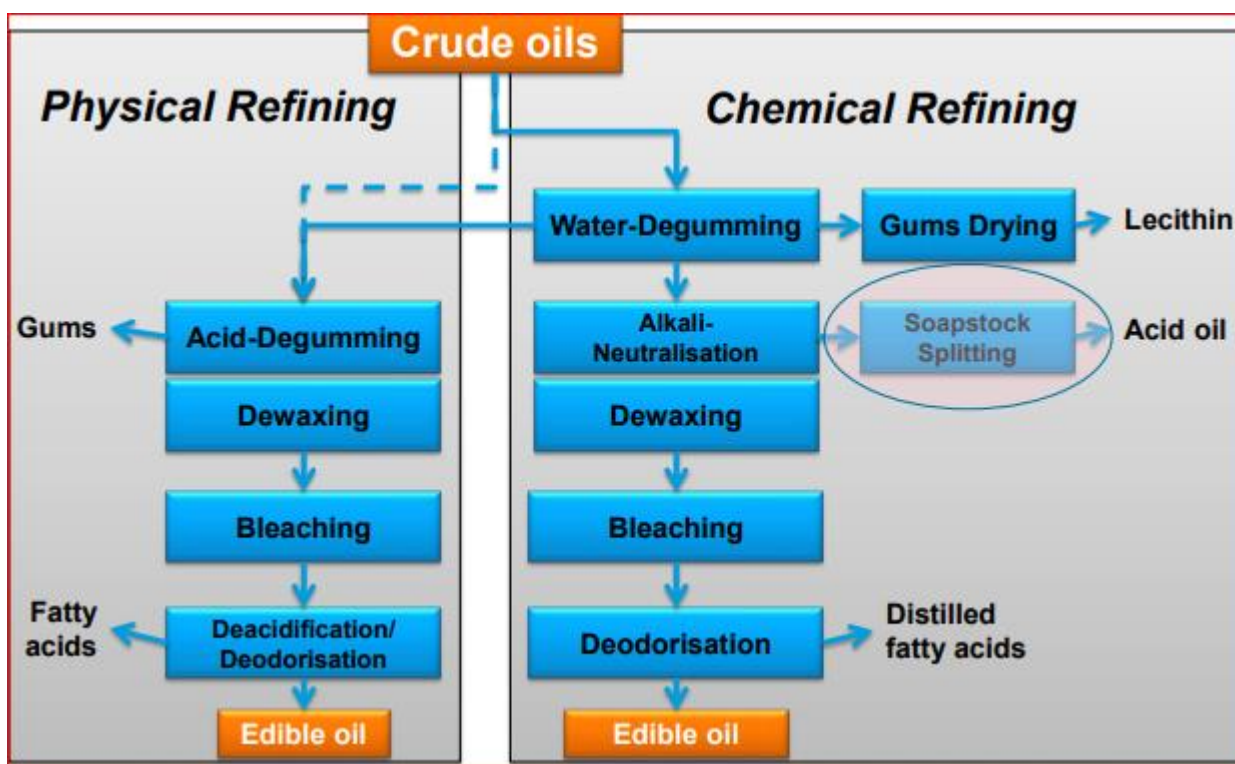 Crude oils
Physical Refining
Chemical Refining
Water-Degumming
Gums Drying
Lecithin
Gums
Acid-Degumming
Alkali-
Neutralisation
Soapstock
Splitting
Acid oil
Dewaxing
Dewaxing
Bleaching
Bleaching
Fatty
acids
Deacidification/
Deodorisation
Deodorisation
Distilled
fatty acids
Edible oil
Edible oil